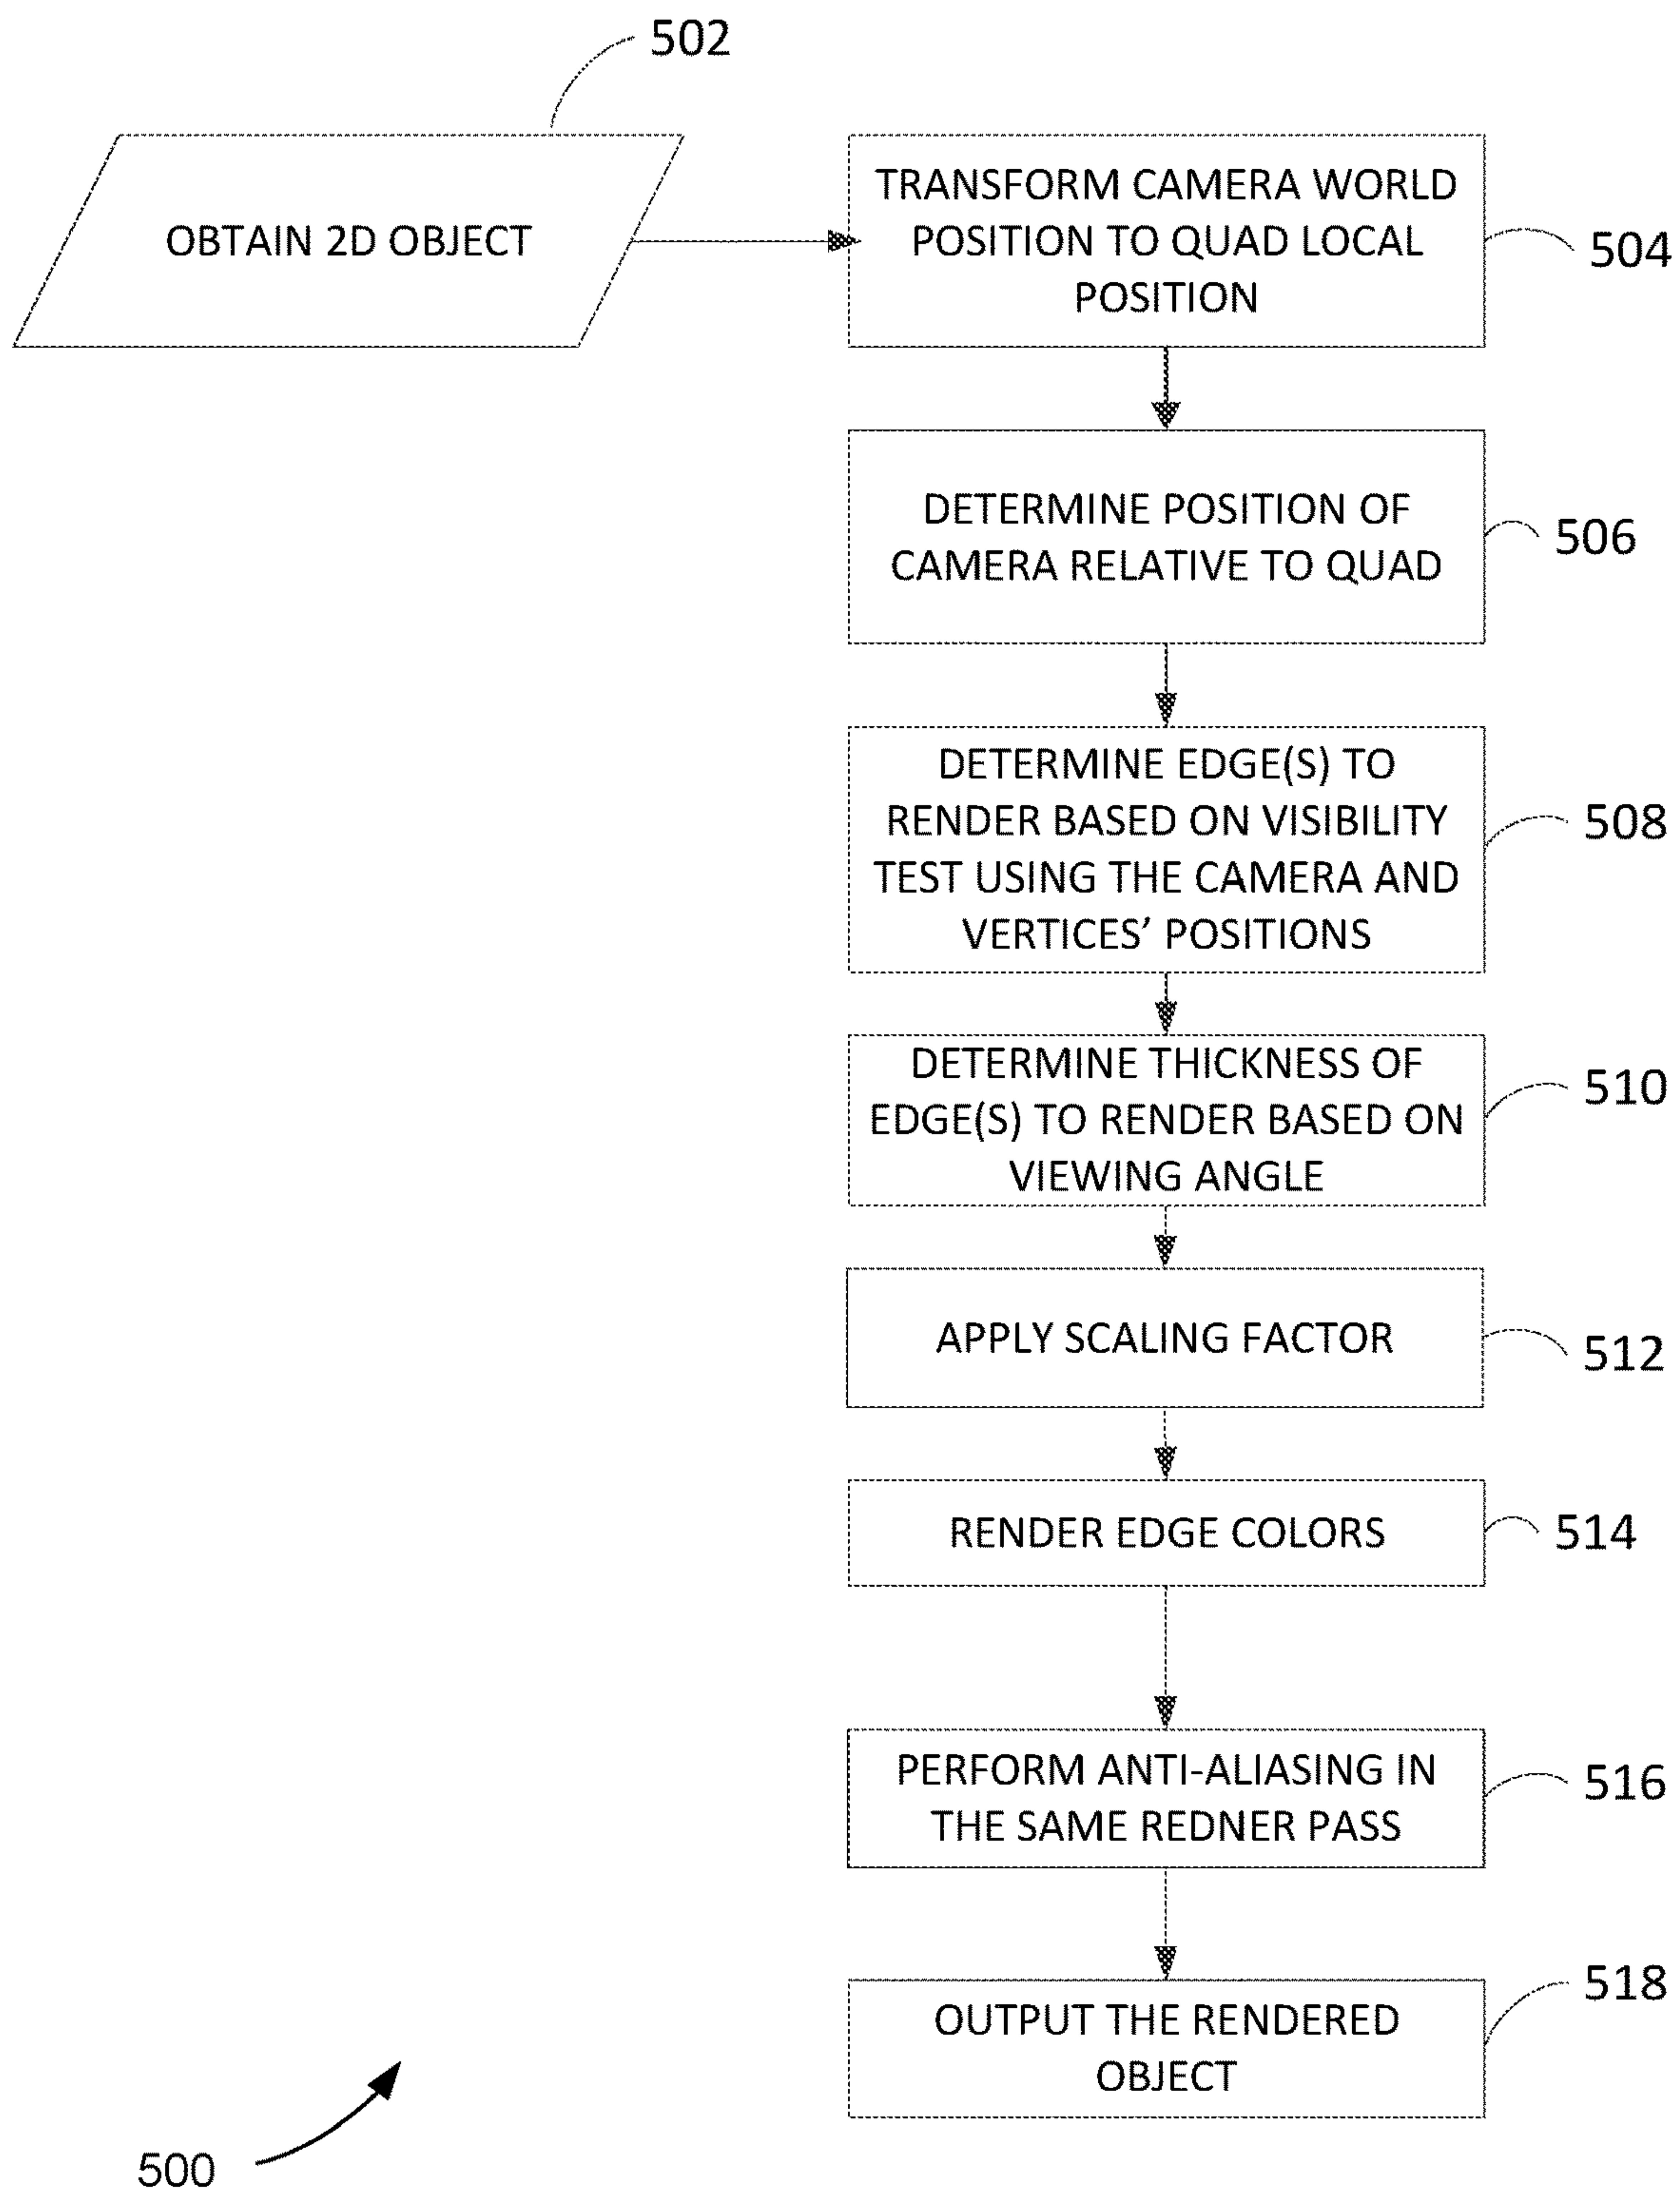 502
OBTAIN 2D OBJECT
TRANSFORM CAMERA WORLD
POSITION TO QUAD LOCAL
POSITION
504
DETERMINE POSITION OF
CAMERA RELATIVE TO QUAD
506
DETERMINE EDGE(S) TO
RENDER BASED ON VISIBILITY
TEST USING THE CAMERA AND
VERTICES’ POSITIONS
508
DETERMINE THICKNESS OF
EDGE(S) TO RENDER BASED ON
VIEWING ANGLE
510
APPLY SCALING FACTOR
512
RENDER EDGE COLORS
514
PERFORM ANTI-ALIASING IN
THE SAME REDNER PASS
516
OUTPUT THE RENDERED
OBJECT
518
500